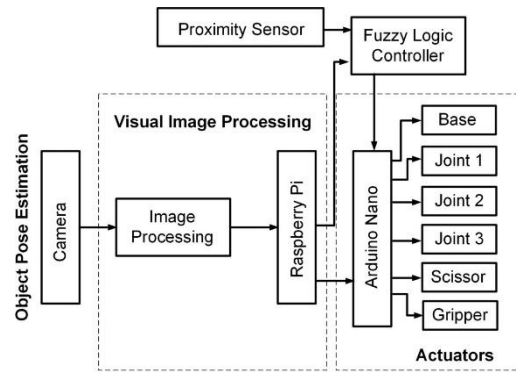 Proximity Sensor
Fuzzy Logic
Controller
Visual Image Processing
Object Pose Estimation
Camera
Image
Processing
Raspberry Pi
Arduino Nano
Base
Joint 1
Joint 2
Joint 3
Scissor
Gripper
Actuators